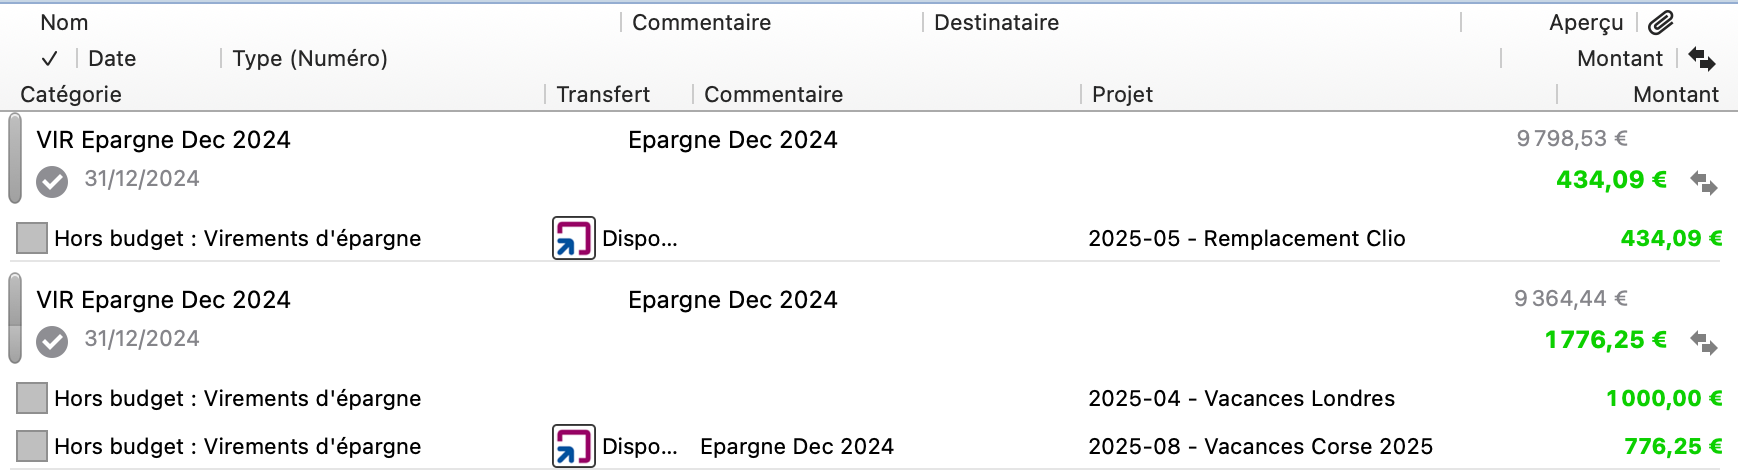 Nom Commentaire Destinataire Aperçu
✓ Date Type (Numéro) Montant
Catégorie Transfert Commentaire Projet Montant
VIR Epargne Dec 2024 Epargne Dec 2024 9 798,53 €
31/12/2024 434,09 €
Hors budget : Virements d'épargne Dispo... 2025-05 - Remplacement Clio 434,09 €
VIR Epargne Dec 2024 Epargne Dec 2024 9 364,44 €
31/12/2024 1 776,25 €
Hors budget : Virements d'épargne 2025-04 - Vacances Londres 1 000,00 €
Hors budget : Virements d'épargne Dispo... Epargne Dec 2024 2025-08 - Vacances Corse 2025 776,25 €